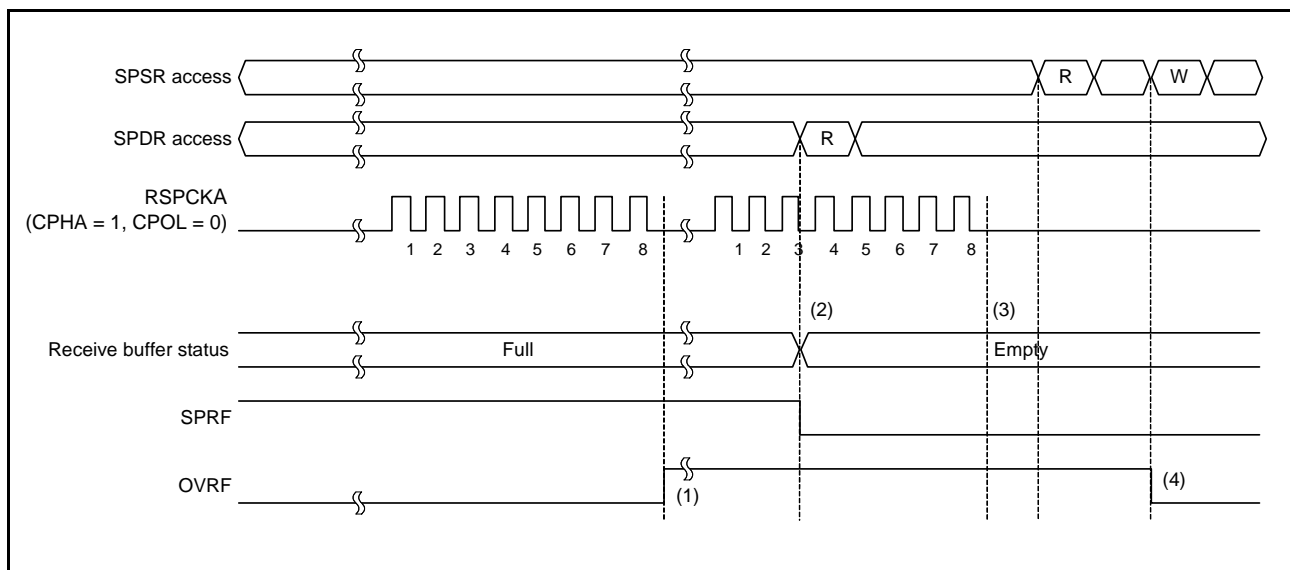 SPSR access
R
W
SPDR access
R
RSPCKA
(CPHA = 1, CPOL = 0)
1 2 3 4 5 6 7 8 1 2 3 4 5 6 7 8
(2) (3)
Receive buffer status
Full
Empty
SPRF
OVRF
(1)
(4)